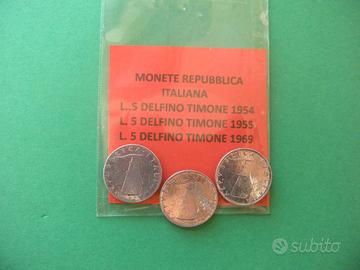 MONETE REPUBBLICA
ITALIANA
L..5 DELFINO TIMONE 1954
L. 5 DELFINO TIMONE 1955
L. 5 DELFINO TIMONE 1969
subito